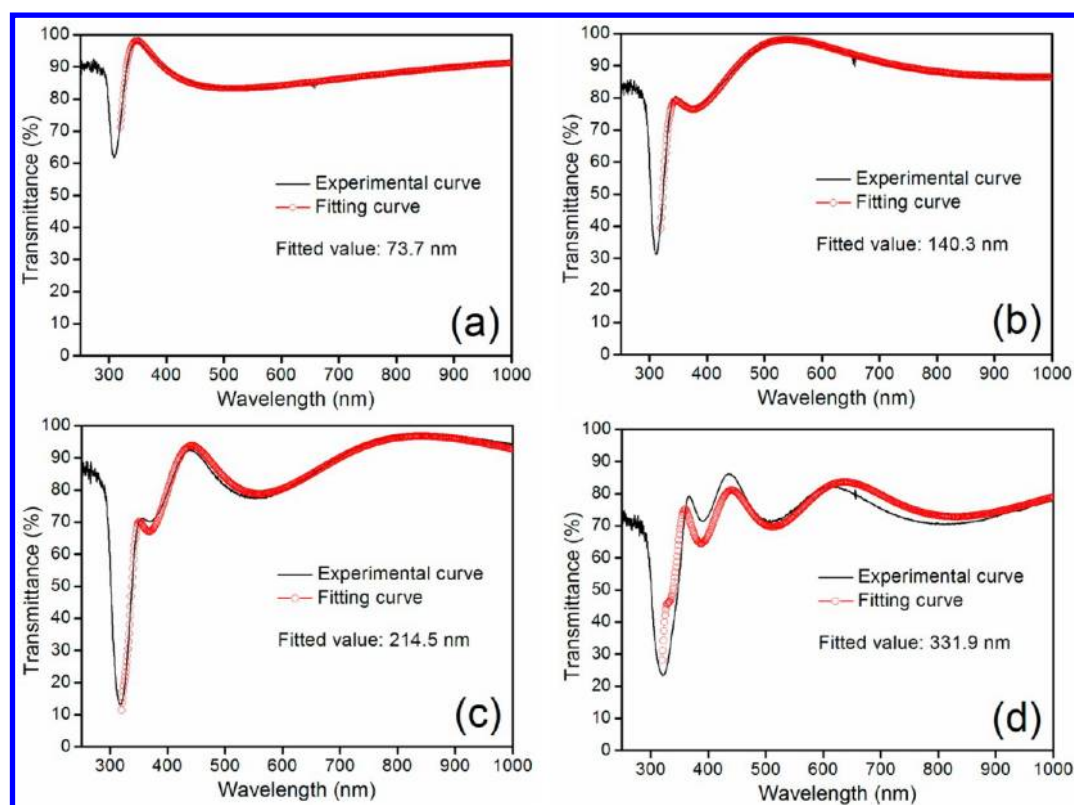 100
90
80
70
60
50
40
30
20
10
0
Transmittance (%)
Experimental curve
Fitting curve
Fitted value: 73.7 nm
(a)
300 400 500 600 700 800 900 1000
Wavelength (nm)
100
90
80
70
60
50
40
30
20
10
0
Transmittance (%)
Experimental curve
Fitting curve
Fitted value: 140.3 nm
(b)
300 400 500 600 700 800 900 1000
Wavelength (nm)
100
90
80
70
60
50
40
30
20
10
0
Transmittance (%)
Experimental curve
Fitting curve
Fitted value: 214.5 nm
(c)
300 400 500 600 700 800 900 1000
Wavelength (nm)
100
90
80
70
60
50
40
30
20
10
0
Transmittance (%)
Experimental curve
Fitting curve
Fitted value: 331.9 nm
(d)
300 400 500 600 700 800 900 1000
Wavelength (nm)